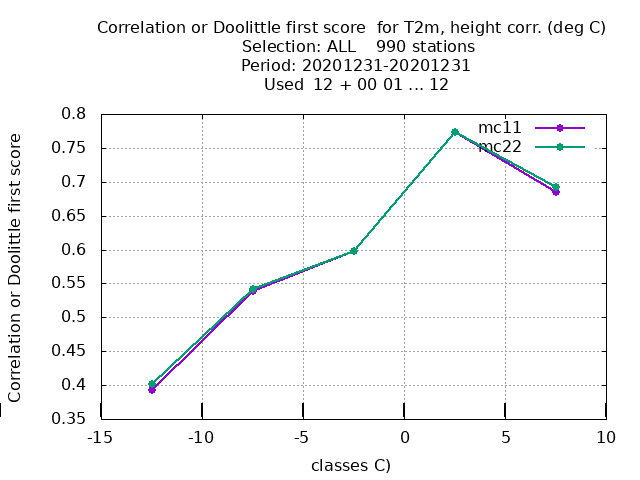 Correlation or Doolittle first score  for T2m, height corr. (deg C)
Selection: ALL    990 stations
Period: 20201231-20201231
Used  12 + 00 01 ... 12
Correlation or Doolittle first score
0.8
0.75
0.7
0.65
0.6
0.55
0.5
0.45
0.4
0.35
mc11
mc22
-15 -10 -5 0 5 10
classes C)